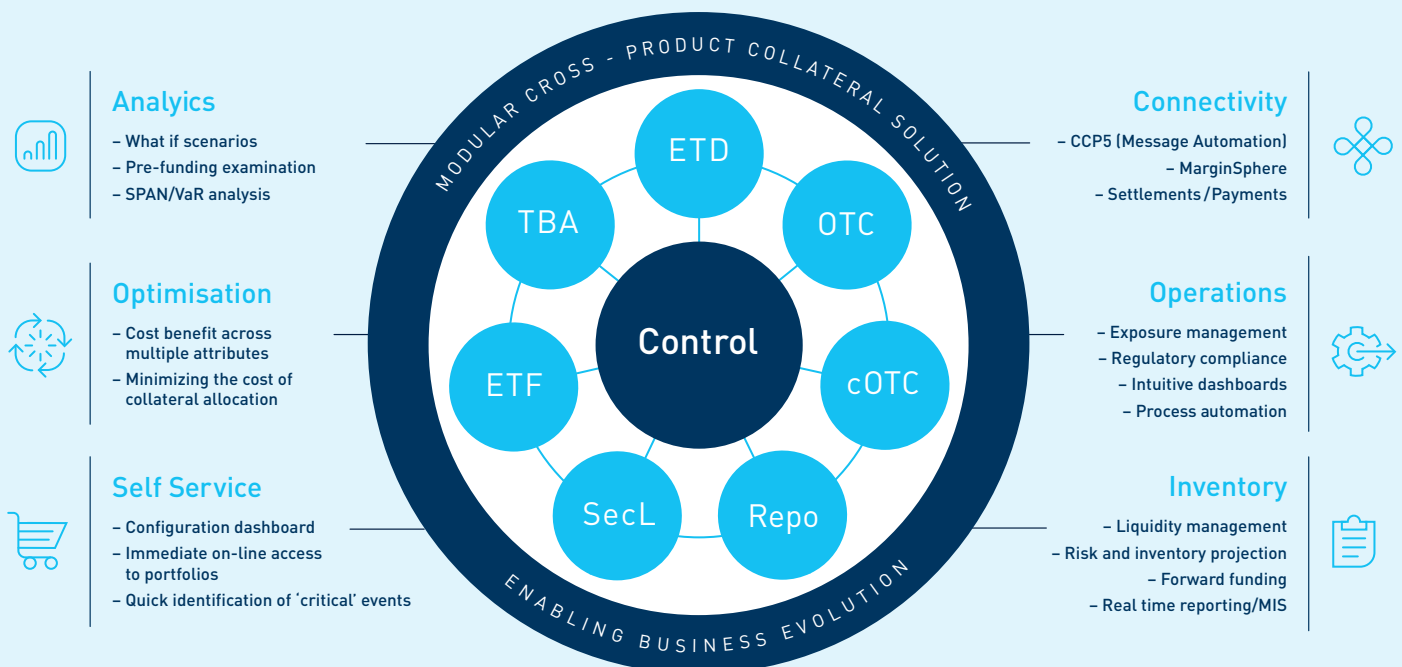 MODULAR CROSS - PRODUCT COLLATERAL SOLUTION
Analyics
– What if scenarios
– Pre-funding examination
– SPAN/VaR analysis
Optimisation
– Cost benefit across
multiple attributes
– Minimizing the cost of
collateral allocation
Self Service
– Configuration dashboard
– Immediate on-line access
to portfolios
– Quick identification of ‘critical’ events
ETD
TBA
OTC
Control
ETF
cOTC
SecL
Repo
Connectivity
– CCP5 (Message Automation)
– MarginSphere
– Settlements/Payments
Operations
– Exposure management
– Regulatory compliance
– Intuitive dashboards
– Process automation
Inventory
– Liquidity management
– Risk and inventory projection
– Forward funding
– Real time reporting/MIS
ENABLING BUSINESS EVOLUTION